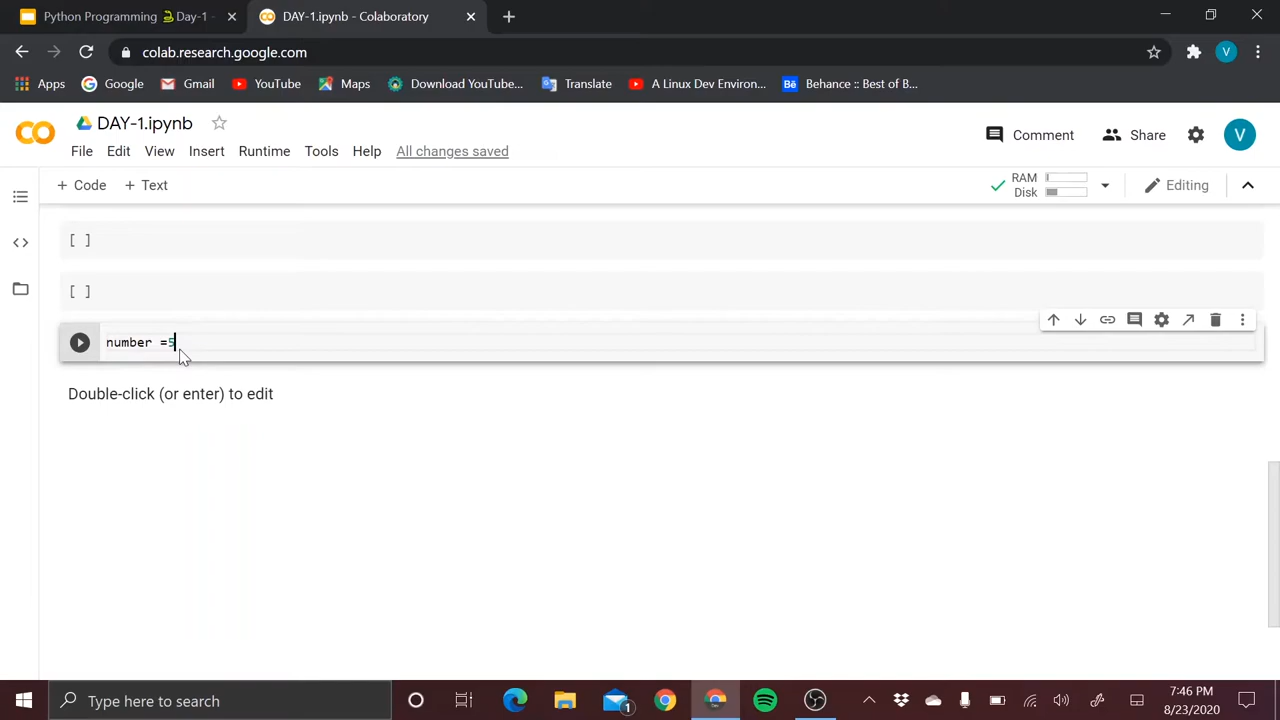 Python Programming Day-1 -
DAY-1.ipynb - Colaboratory
colab.research.google.com
V
Apps Google Gmail YouTube Maps Download YouTube... Translate A Linux Dev Environ... Bē Behance :: Best of B...
DAY-1.ipynb
Comment Share V
File Edit View Insert Runtime Tools Help All changes saved
+ Code + Text
RAM
Disk
Editing
[ ]
[ ]
number =5
Double-click (or enter) to edit
Type here to search
1
7:46 PM
8/23/2020